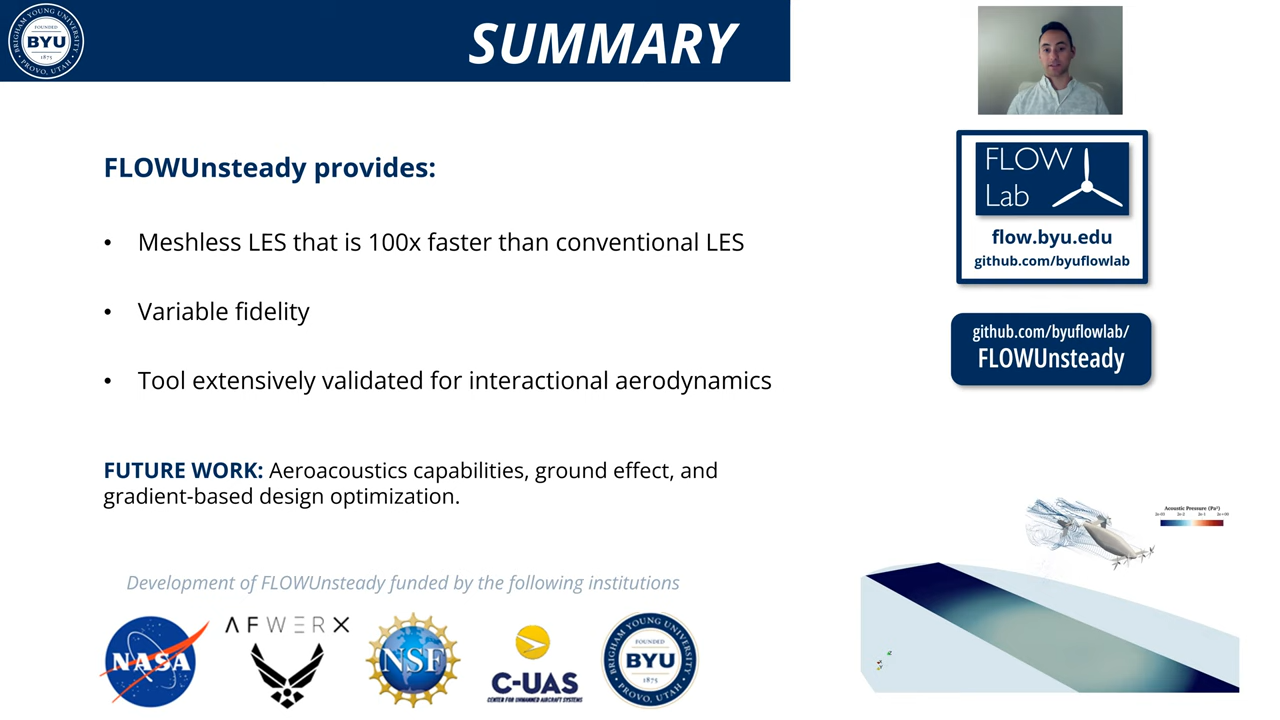 BRIGHAM YOUNG UNIVERSITY
FOUNDED
BYU
1875
PROVO, UTAH
SUMMARY
FLOWUnsteady provides:
• Meshless LES that is 100x faster than conventional LES
• Variable fidelity
• Tool extensively validated for interactional aerodynamics
FUTURE WORK: Aeroacoustics capabilities, ground effect, and
gradient-based design optimization.
Development of FLOWUnsteady funded by the following institutions
NASA
AFWERX
NSF
C-UAS
CENTER FOR UNMANNED AIRCRAFT SYSTEMS
BRIGHAM YOUNG UNIVERSITY
FOUNDED
BYU
1875
PROVO, UTAH
FLOW
Lab
flow.byu.edu
github.com/byuflowlab
github.com/byuflowlab/
FLOWUnsteady
Acoustic Pressure (Pa²)